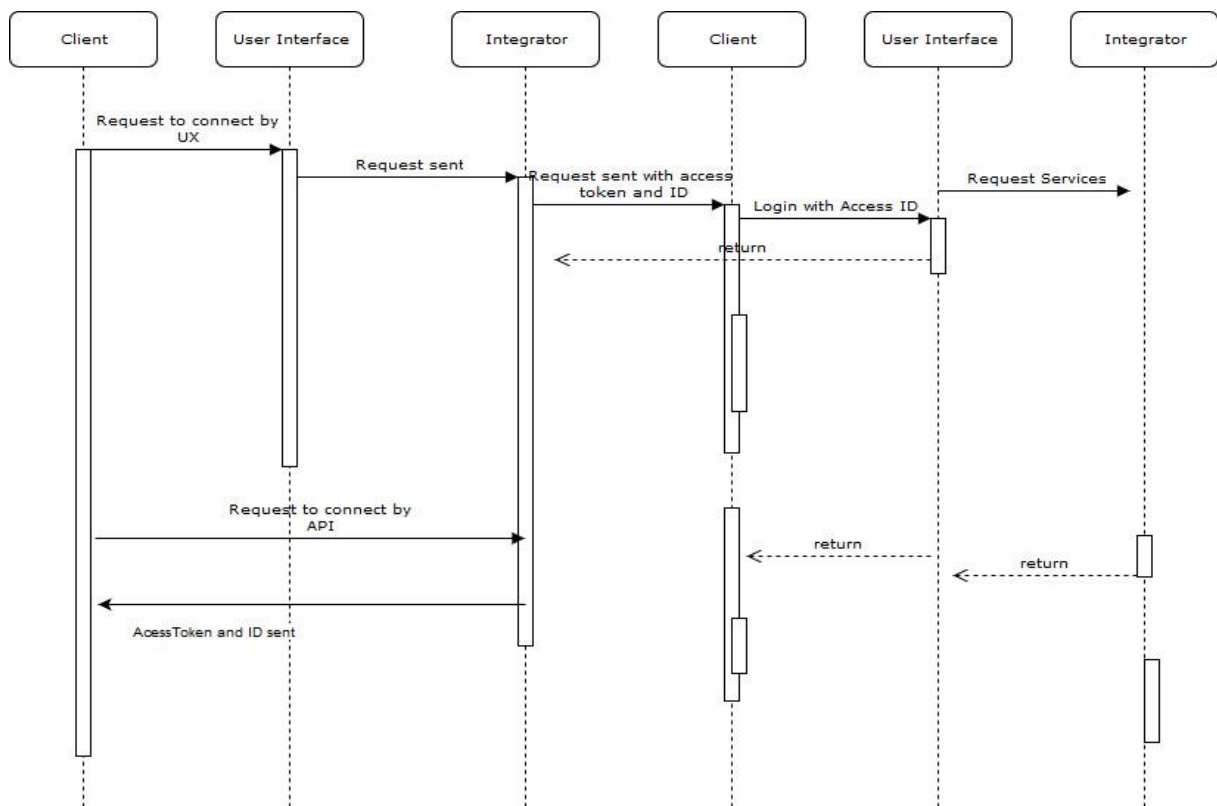 Client
User Interface
Integrator
Client
User Interface
Integrator
Request to connect by
UX
Request sent
Request sent with access
token and ID
Request Services
Login with Access ID
return
Request to connect by
API
return
return
AcessToken and ID sent